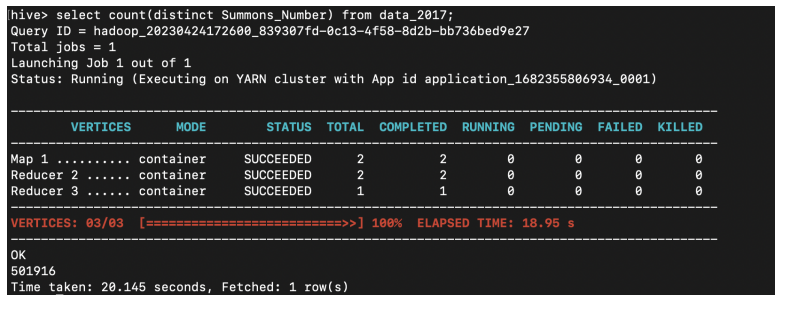 [hive> select count(distinct Summons_Number) from data_2017;
Query ID = hadoop_20230424172600_839307fd-0c13-4f58-8d2b-bb736bed9e27
Total jobs = 1
Launching Job 1 out of 1
Status: Running (Executing on YARN cluster with App id application_1682355806934_0001)
----------------------------------------------------------------------------------------------
VERTICES MODE STATUS TOTAL COMPLETED RUNNING PENDING FAILED KILLED
----------------------------------------------------------------------------------------------
Map 1 .......... container SUCCEEDED 2 2 0 0 0 0
Reducer 2 ...... container SUCCEEDED 2 2 0 0 0 0
Reducer 3 ...... container SUCCEEDED 1 1 0 0 0 0
----------------------------------------------------------------------------------------------
VERTICES: 03/03 [==========================>>] 100% ELAPSED TIME: 18.95 s
----------------------------------------------------------------------------------------------
OK
501916
Time taken: 20.145 seconds, Fetched: 1 row(s)